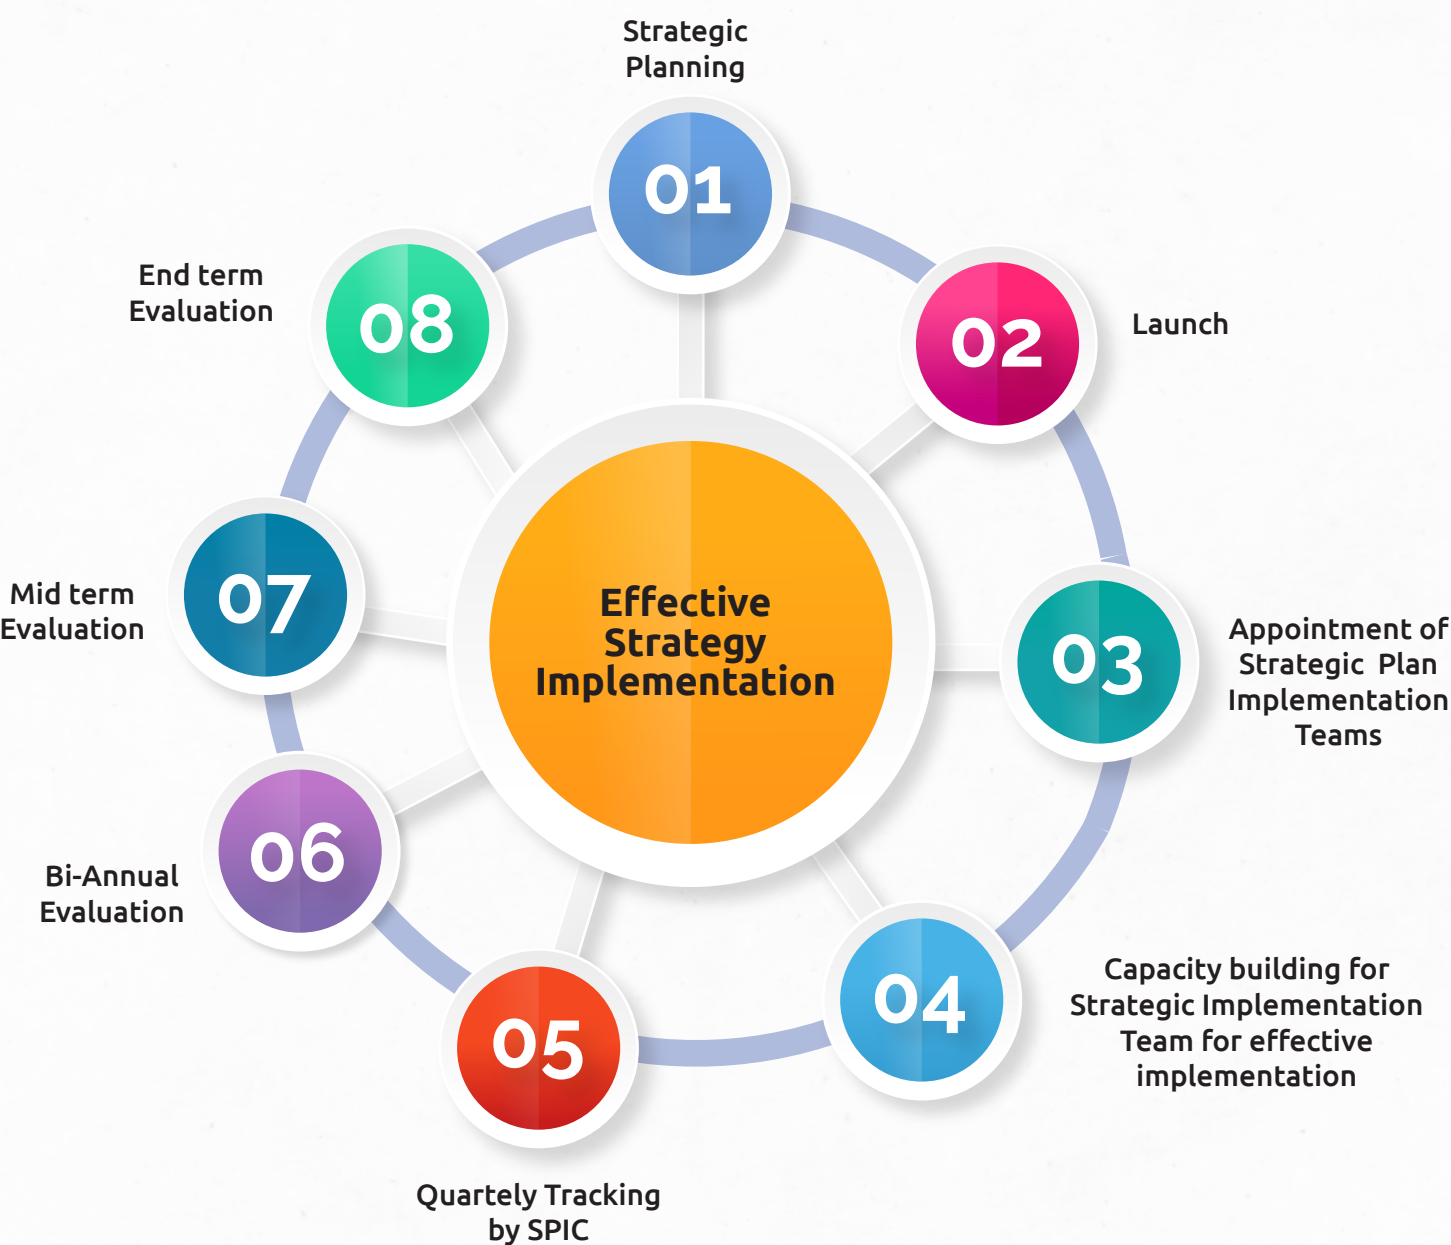 Strategic
Planning
01
02
Launch
03
Appointment of
Strategic Plan
Implementation
Teams
04
Capacity building for
Strategic Implementation
Team for effective
implementation
05
Quartely Tracking
by SPIC
06
Bi-Annual
Evaluation
07
Mid term
Evaluation
08
End term
Evaluation
Effective
Strategy
Implementation